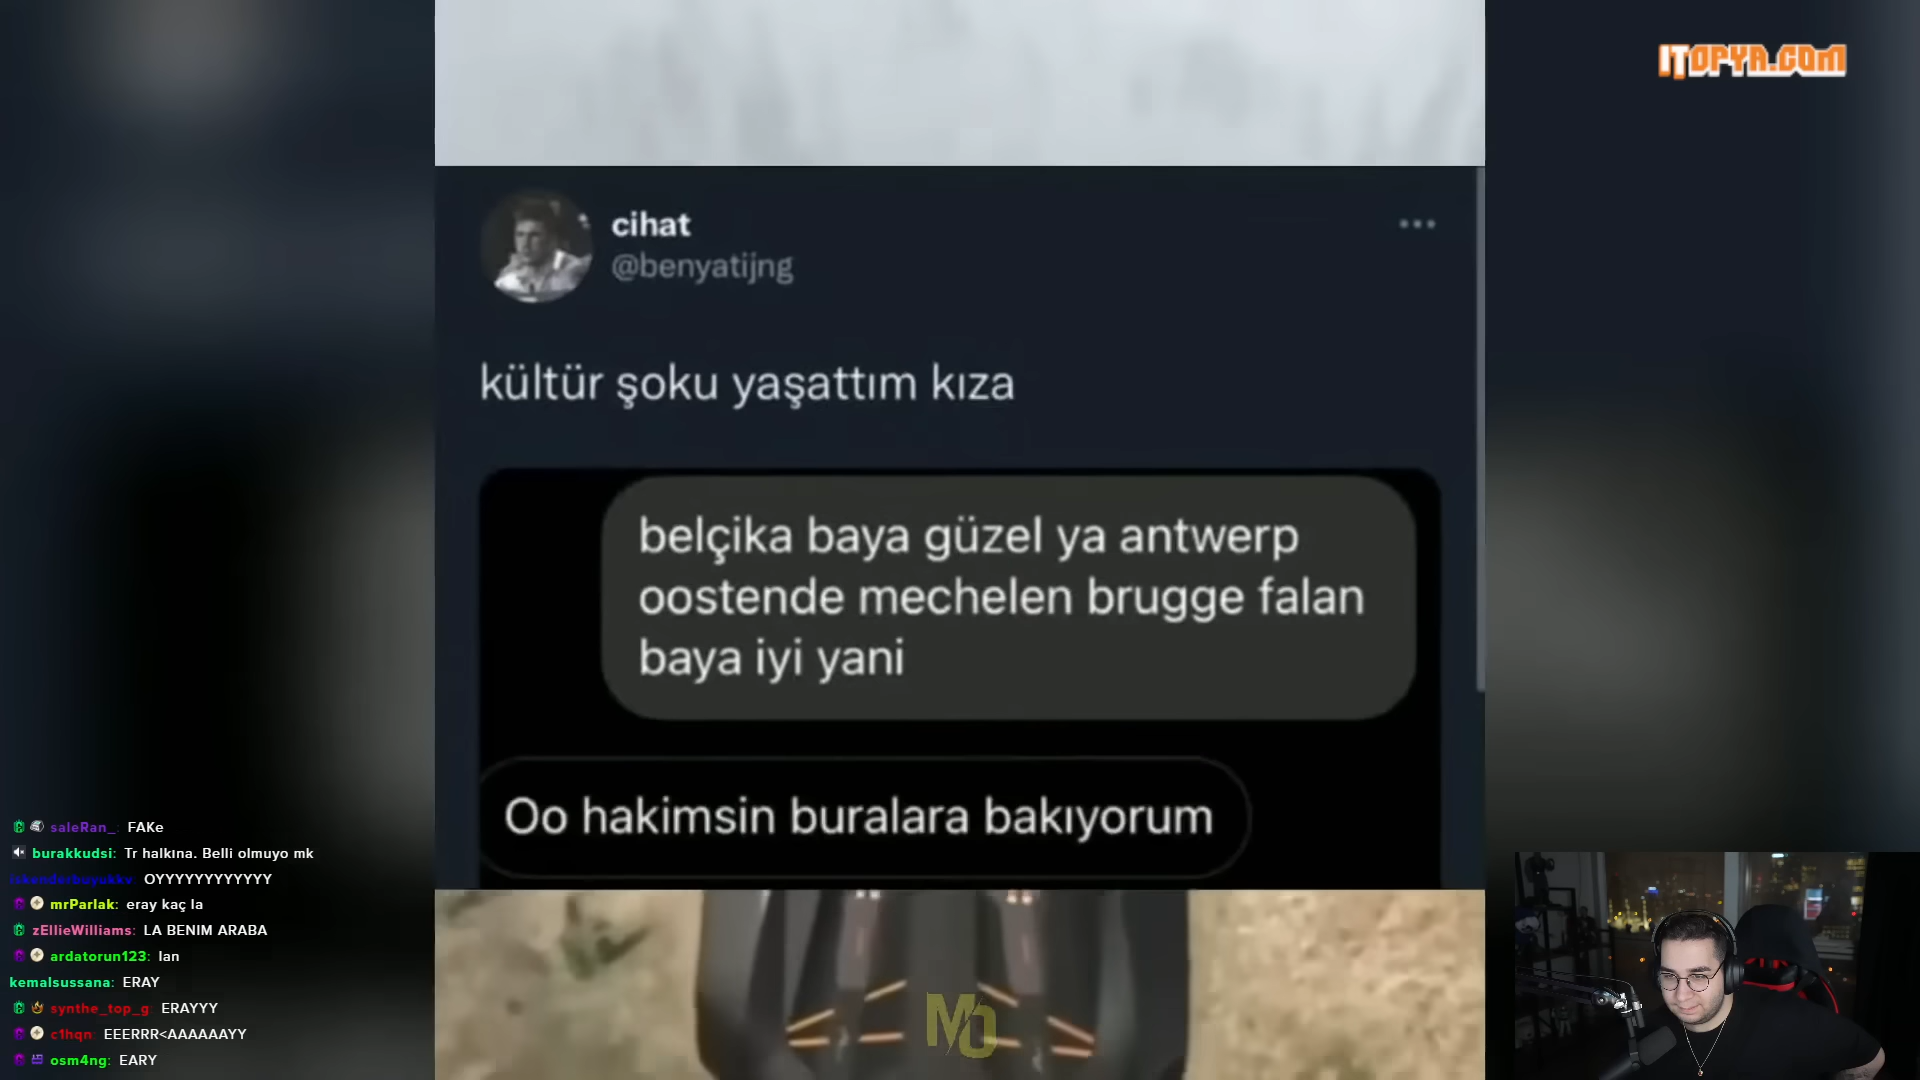 ITOPYA.COM
cihat
@benyatijng
kültür şoku yaşattım kıza
belçika baya güzel ya antwerp
oostende mechelen brugge falan
baya iyi yani
Oo hakimsin buralara bakıyorum
saleRan_: FAKe
burakkudsi: Tr halkına. Belli olmuyo mk
iskenderbuyukkv: OYYYYYYYYYYYY
mrParlak: eray kaç la
zEllieWilliams: LA BENIM ARABA
ardatorun123: lan
kemalsussana: ERAY
synthe_top_g: ERAYYY
c1hqn: EEERRR<AAAAAAYY
osm4ng: EARY
MO